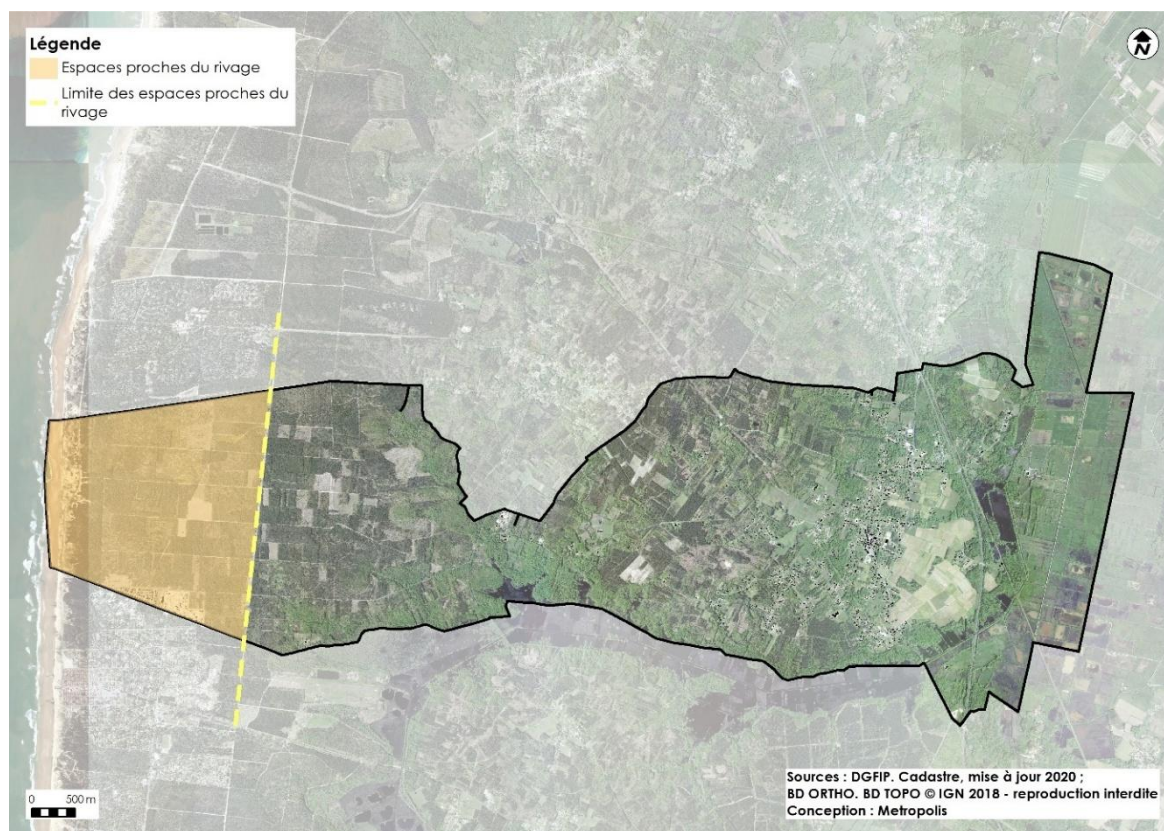 Légende
Espaces proches du rivage
Limite des espaces proches du
rivage
N
0 500 m
Sources : DGFIP. Cadastre, mise à jour 2020 ;
BD ORTHO. BD TOPO © IGN 2018 - reproduction interdite
Conception : Metropolis